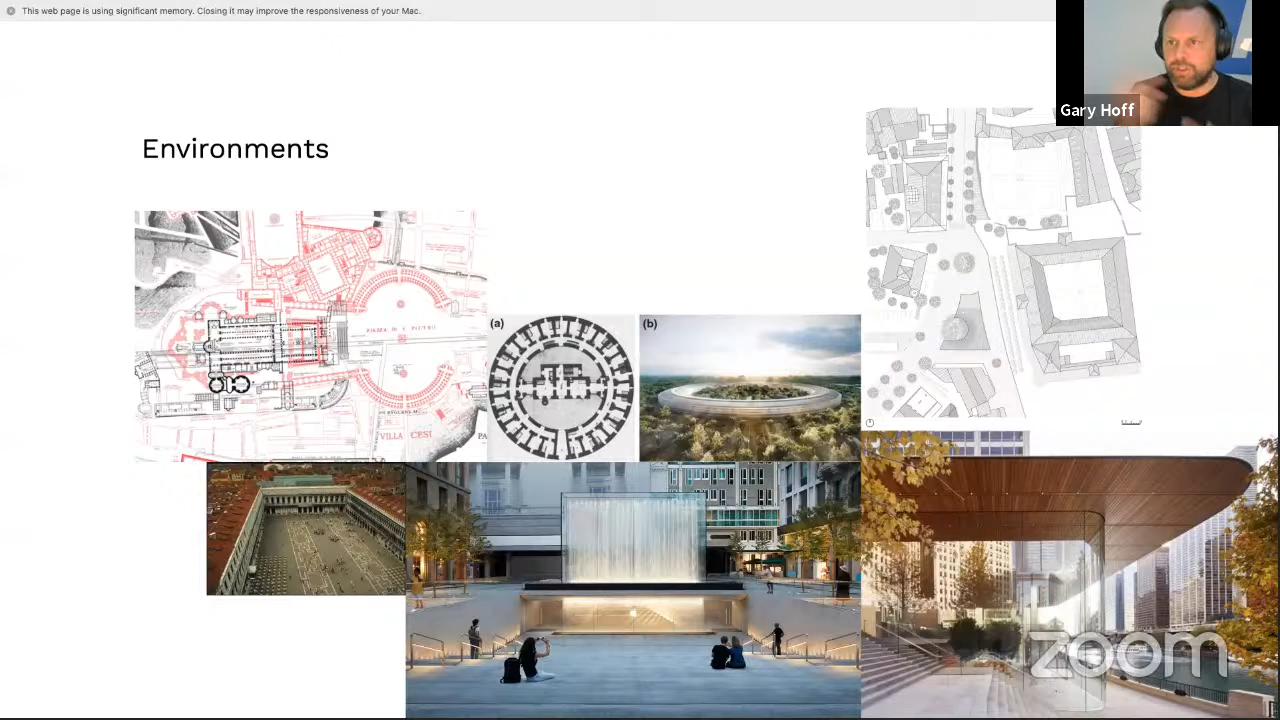 This web page is using significant memory. Closing it may improve the responsiveness of your Mac.
Gary Hoff
Environments
PIAZZA DI S. PIETRO
(a)
(b)
VILLA CESI
PA
zoom